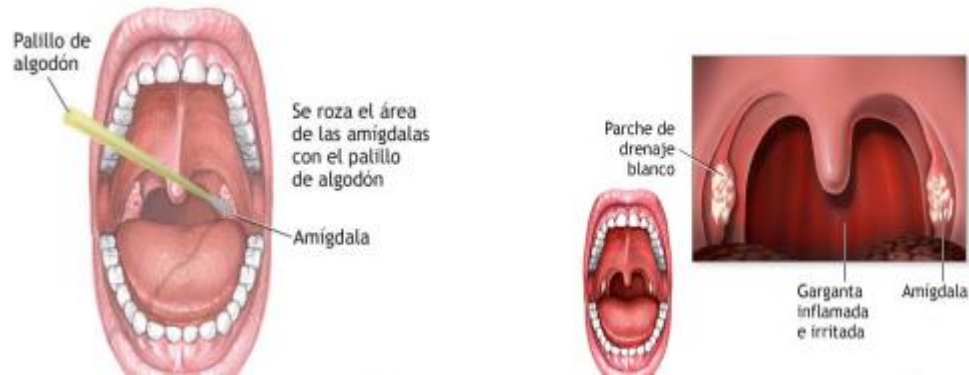 Palillo de
algodón
Se roza el área
de las amígdalas
con el palillo
de algodón
Amígdala
Parche de
drenaje
blanco
Garganta
inflamada
e irritada
Amígdala